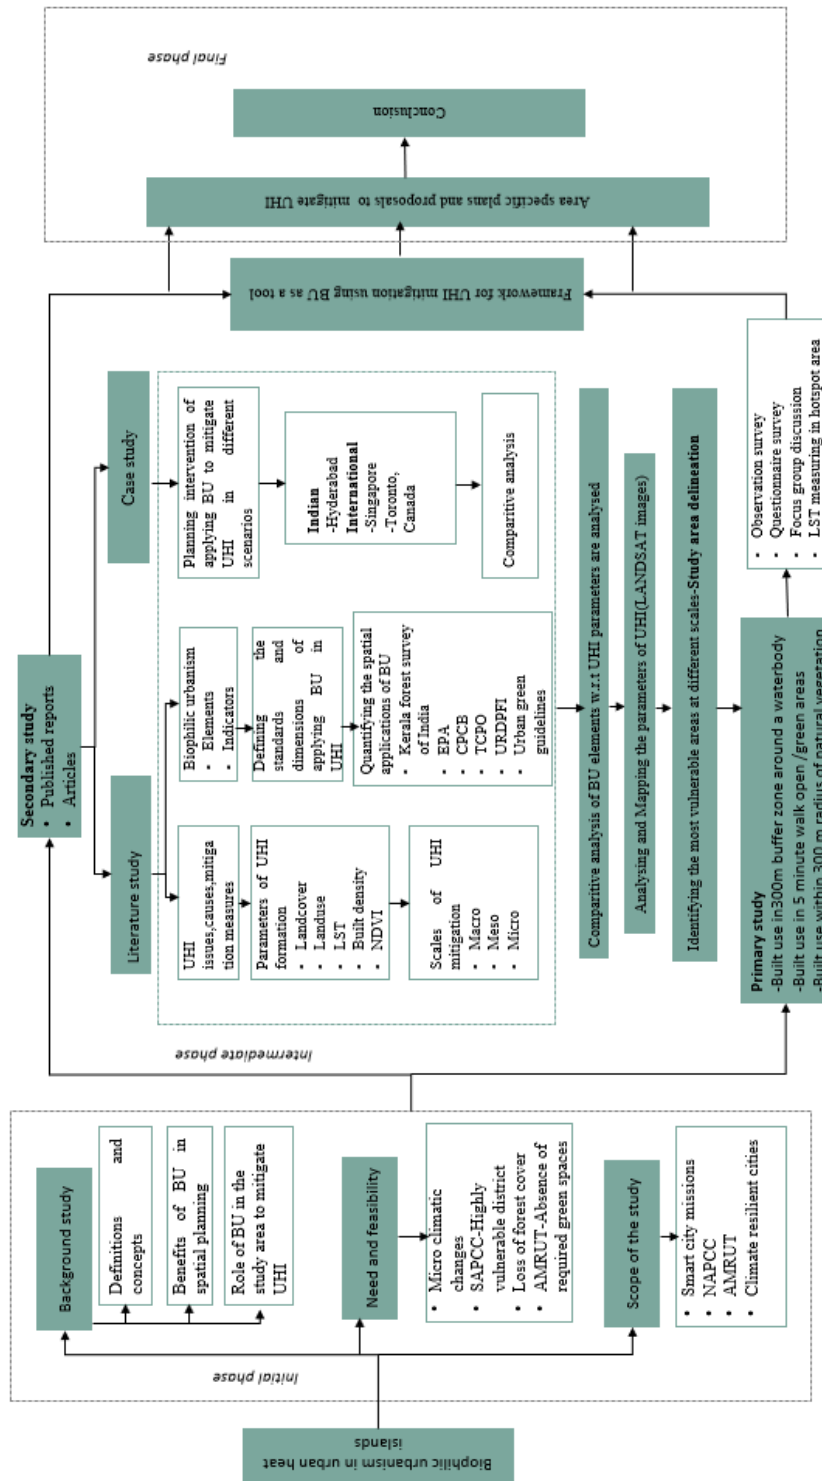 Biophilic urbanism in urban heat
islands
Initial phase
Background study
Definitions and
concepts
Benefits of BU in
spatial planning
Role of BU in the
study area to mitigate
UHI
Need and feasibility
• Micro climatic
changes
• SAPCC-Highly
vulnerable district
• Loss of forest cover
• AMRUT-Absence of
required green spaces
Scope of the study
• Smart city missions
• NAPCC
• AMRUT
• Climate resilient cities
Intermediate phase
Secondary study
• Published reports
• Articles
Literature study
UHI
issues,causes,mitiga
tion measures
Parameters of UHI
formation
• Landcover
• Landuse
• LST
• Built density
• NDVI
Scales of UHI
mitigation
• Macro
• Meso
• Micro
Biophilic urbanism
• Elements
• Indicators
Defining the
standards and
dimensions of
applying BU in
UHI
Quantifying the spatial
applications of BU
• Kerala forest survey
of India
• EPA
• CPCB
• TCPO
• URDPFI
• Urban green
guidelines
Case study
Planning intervention of
applying BU to mitigate
UHI in different
scenarios
Indian
-Hyderabad
International
-Singapore
-Toronto,
Canada
Comparitive analysis
Comparitive analysis of BU elements w.r.t UHI parameters are analysed
Analysing and Mapping the parameters of UHI(LANDSAT images)
Identifying the most vulnerable areas at different scales-Study area delineation
Primary study
-Built use in300m buffer zone around a waterbody
-Built use in 5 minute walk open /green areas
-Built use within 300 m radius of natural vegetation
• Observation survey
• Questionnaire survey
• Focus group discussion
• LST measuring in hotspot area
Framework for UHI mitigation using BU as a tool
Final phase
Area specific plans and proposals to mitigate UHI
Conclusion